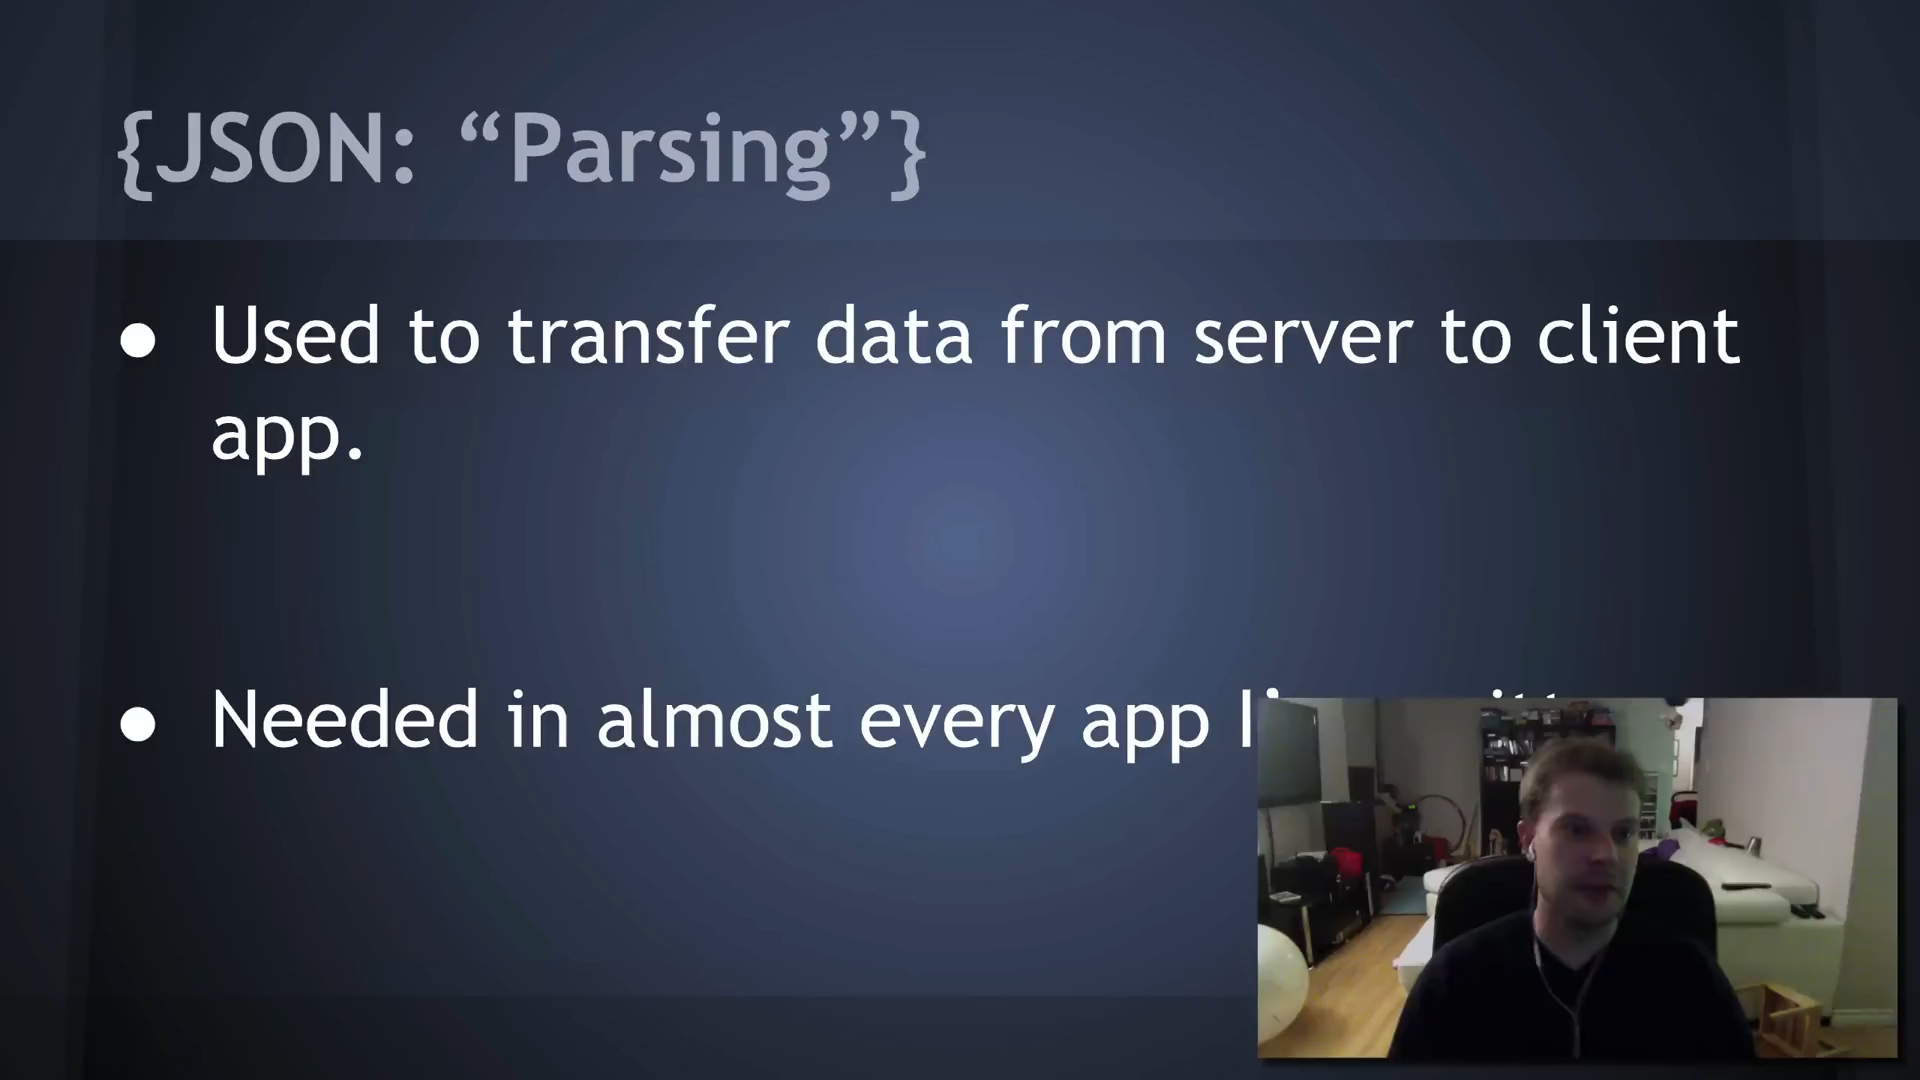 {JSON: “Parsing”}
● Used to transfer data from server to client
app.
● Needed in almost every app I